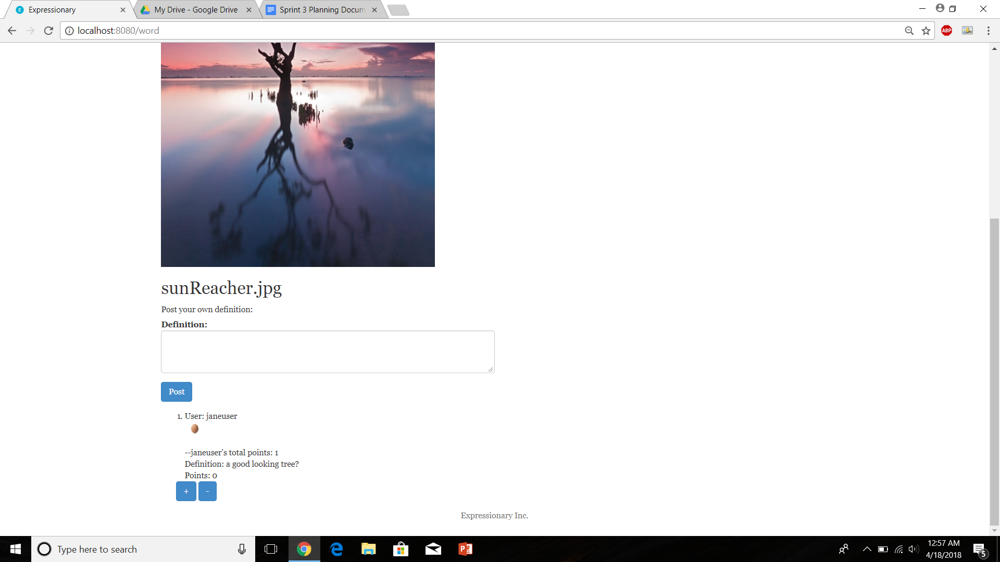 Expressionary
My Drive - Google Drive
Sprint 3 Planning Docum
localhost:8080/word
ABP
sunReacher.jpg
Post your own definition:
Definition:
Post
1. User: janeuser
--janeuser's total points: 1
Definition: a good looking tree?
Points: 0
+ -
Expressionary Inc.
Type here to search
12:57 AM
4/18/2018
5